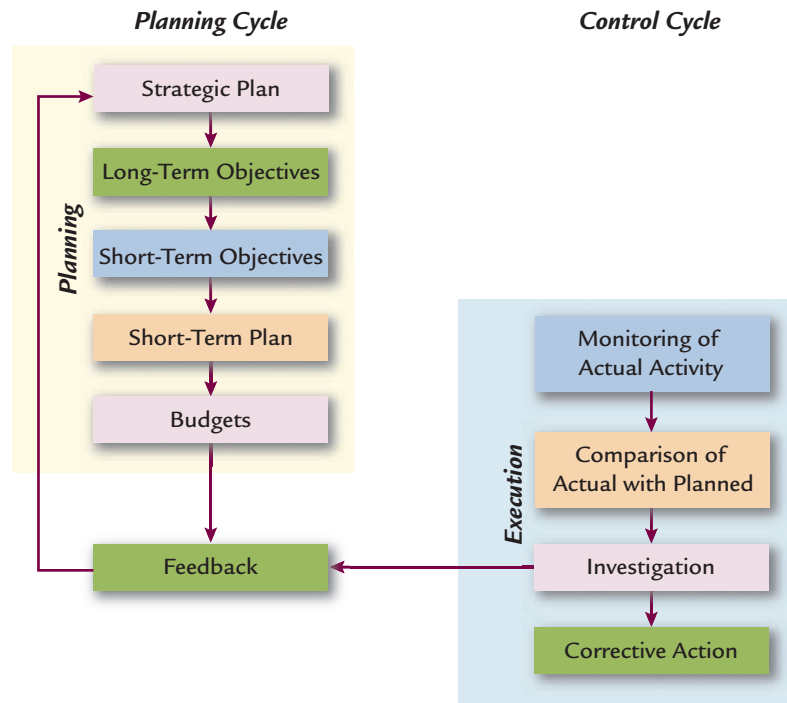 Planning Cycle
Control Cycle
Planning
Strategic Plan
Long-Term Objectives
Short-Term Objectives
Short-Term Plan
Budgets
Feedback
Execution
Monitoring of
Actual Activity
Comparison of
Actual with Planned
Investigation
Corrective Action